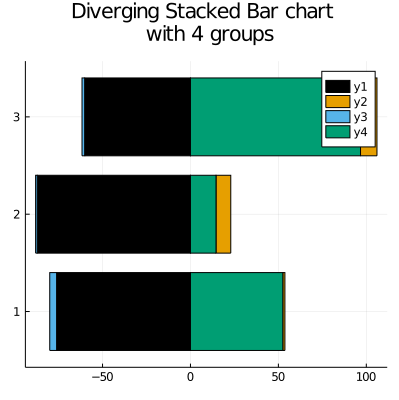 Diverging Stacked Bar chart
with 4 groups
y1
y2
y3
y4
3
2
1
−50 0 50 100